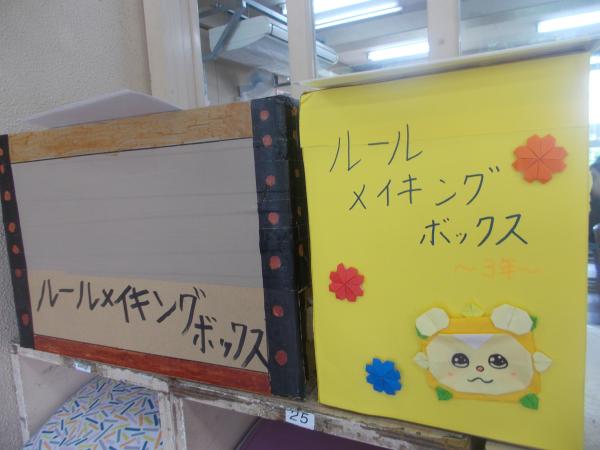 ルールメイキング
ボックス
ルール
メイキング
ボックス
〜3年〜
25